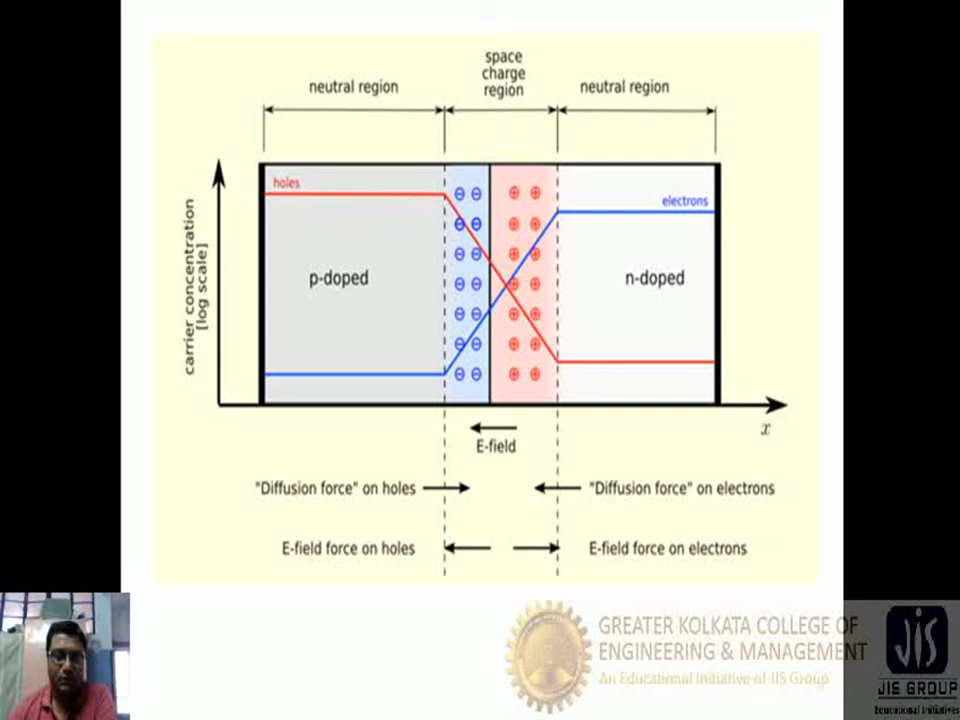 space
charge
region
neutral region
neutral region
holes
electrons
p-doped
n-doped
carrier concentration
[log scale]
x
E-field
"Diffusion force" on holes
"Diffusion force" on electrons
E-field force on holes
E-field force on electrons
GREATER KOLKATA COLLEGE OF
ENGINEERING & MANAGEMENT
An Educational Initiative of JIS Group
JIS
JIS GROUP
Educational Initiatives